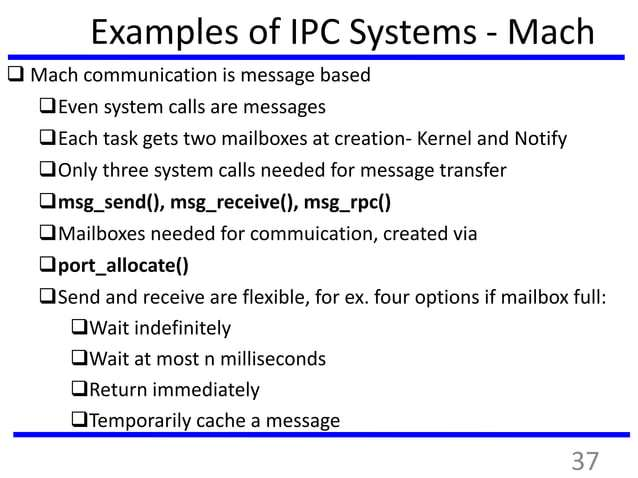 Examples of IPC Systems - Mach
❑ Mach communication is message based
❑Even system calls are messages
❑Each task gets two mailboxes at creation- Kernel and Notify
❑Only three system calls needed for message transfer
❑msg_send(), msg_receive(), msg_rpc()
❑Mailboxes needed for commuication, created via
❑port_allocate()
❑Send and receive are flexible, for ex. four options if mailbox full:
❑Wait indefinitely
❑Wait at most n milliseconds
❑Return immediately
❑Temporarily cache a message
37